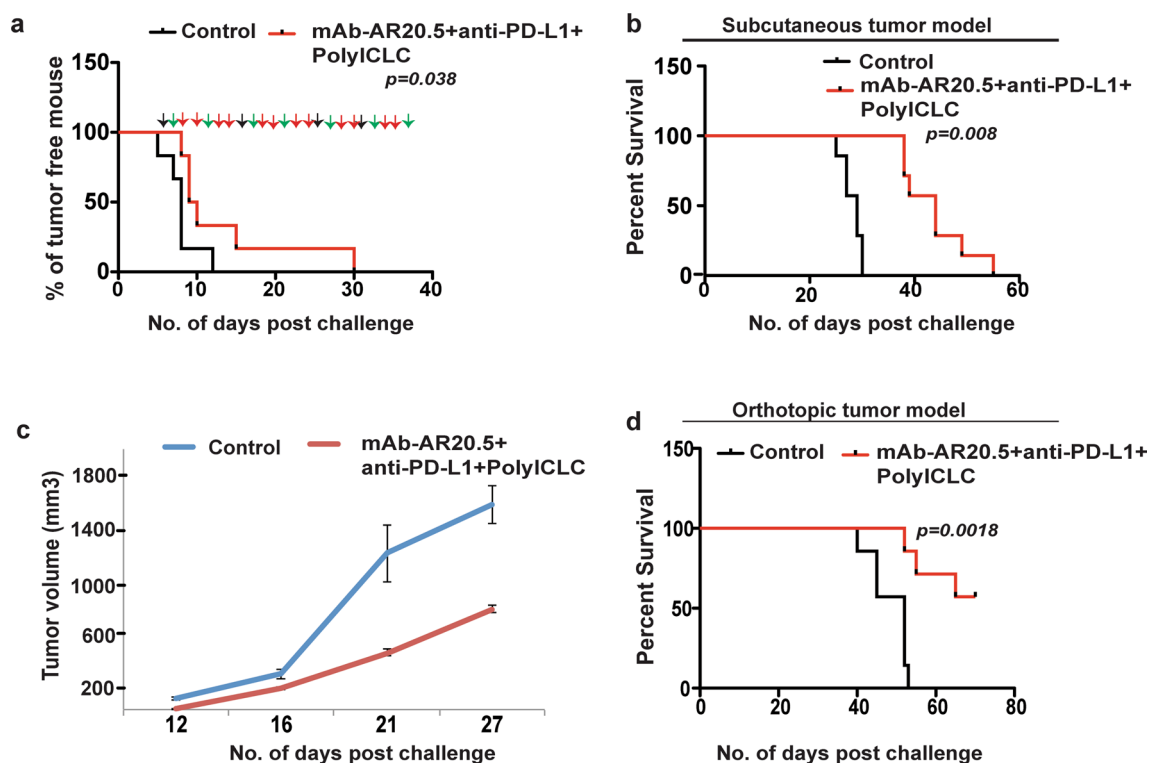 a
Control
mAb-AR20.5+anti-PD-L1+
PolyICLC
p=0.038
150
100
50
0
0
10
20
30
40
% of tumor free mouse
No. of days post challenge
b
Subcutaneous tumor model
Control
mAb-AR20.5+anti-PD-L1+
PolyICLC
p=0.008
150
100
50
0
0
20
40
60
Percent Survival
No. of days post challenge
c
Control
mAb-AR20.5+
anti-PD-L1+PolyICLC
1800
1400
1000
600
200
12
16
21
27
Tumor volume (mm3)
No. of days post challenge
d
Orthotopic tumor model
Control
mAb-AR20.5+anti-PD-L1+
PolyICLC
p=0.0018
150
100
50
0
0
20
40
60
80
Percent Survival
No. of days post challenge